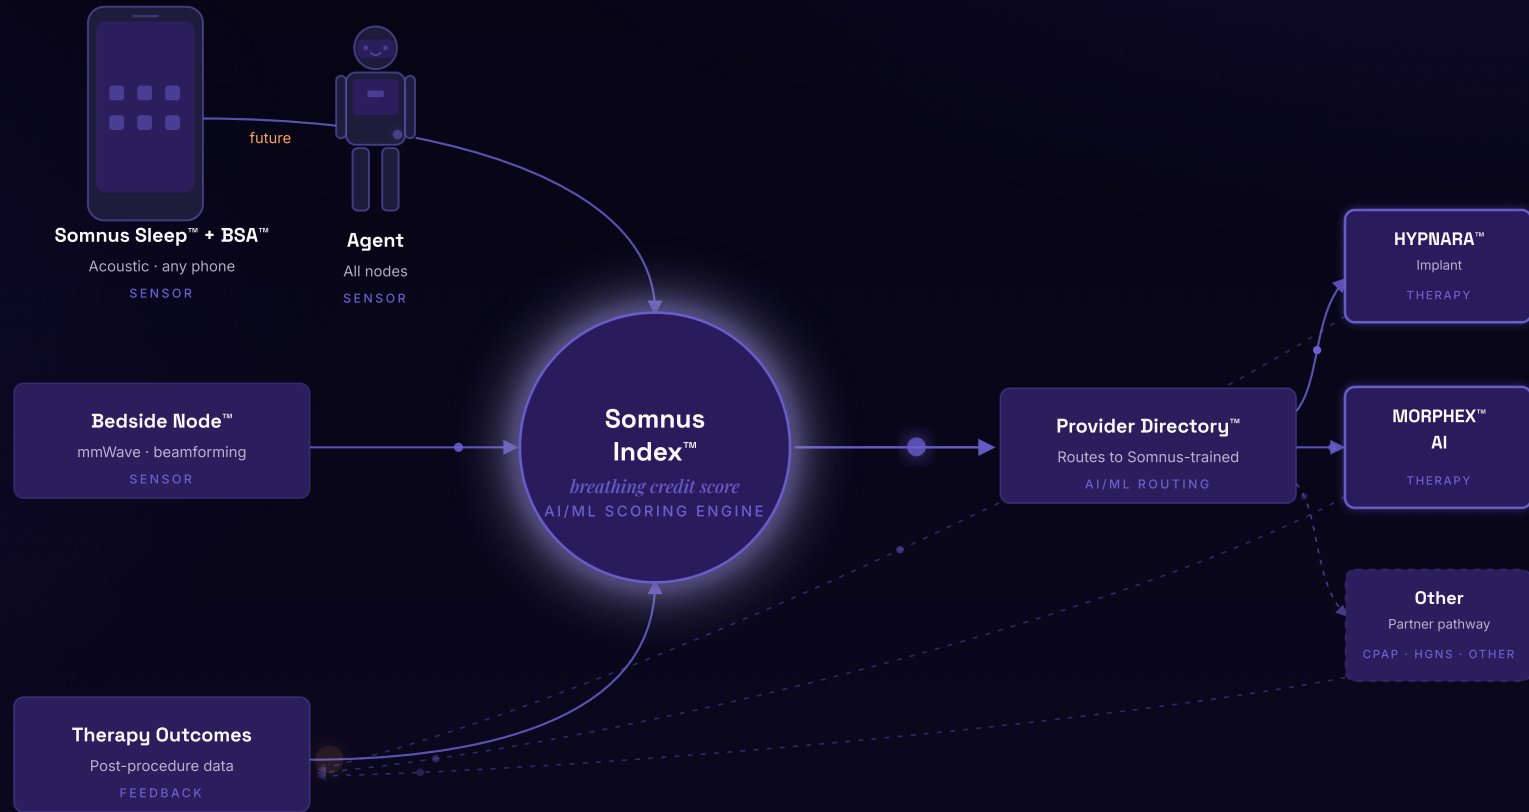 future
Somnus Sleep™ + BSA™
Acoustic · any phone
SENSOR
Agent
All nodes
SENSOR
Bedside Node™
mmWave · beamforming
SENSOR
Somnus
Index™
breathing credit score
AI/ML SCORING ENGINE
Provider Directory™
Routes to Somnus-trained
AI/ML ROUTING
HYPNARA™
Implant
THERAPY
MORPHEX™
AI
THERAPY
Other
Partner pathway
CPAP · HGNS · OTHER
Therapy Outcomes
Post-procedure data
FEEDBACK